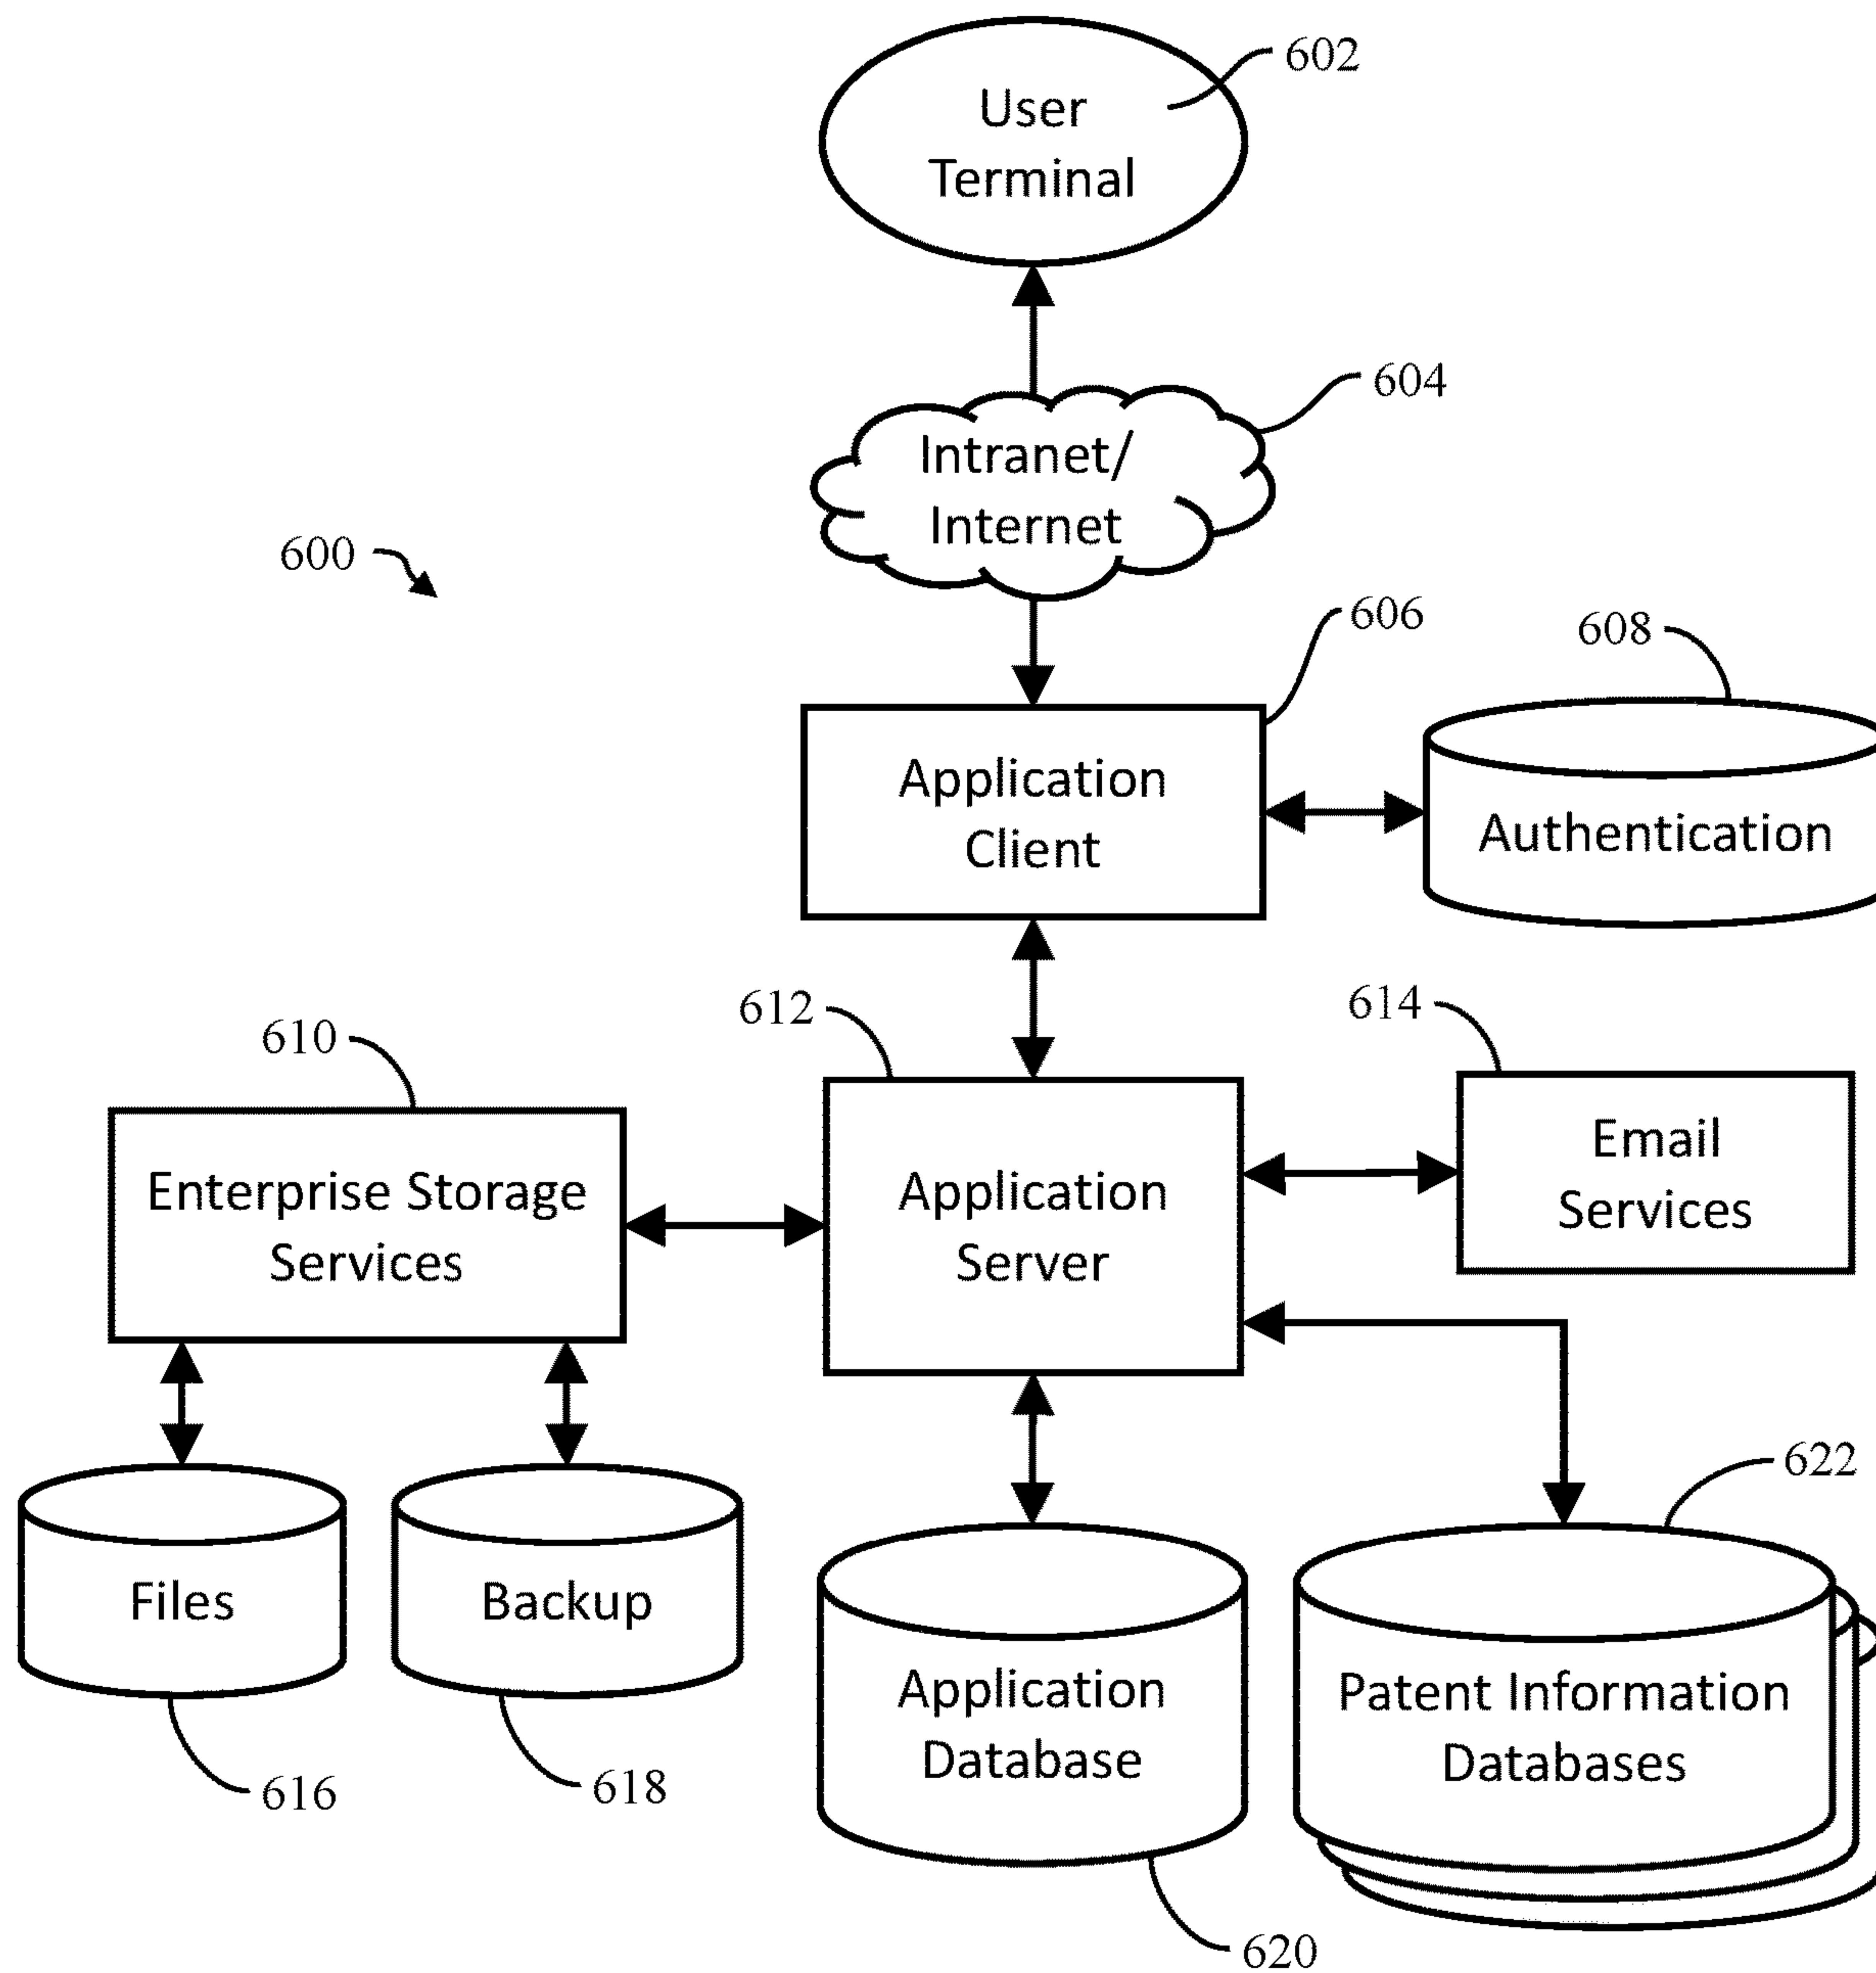 602
User
Terminal
604
Intranet/
Internet
600
606
608
Application
Client
Authentication
612
614
610
Email
Services
Enterprise Storage
Services
Application
Server
622
Files
Backup
Application
Database
Patent Information
Databases
616
618
620